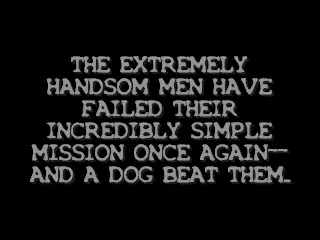 THE EXTREMELY
HANDSOM MEN HAVE
FAILED THEIR
INCREDIBLY SIMPLE
MISSION ONCE AGAIN--
AND A DOG BEAT THEM...